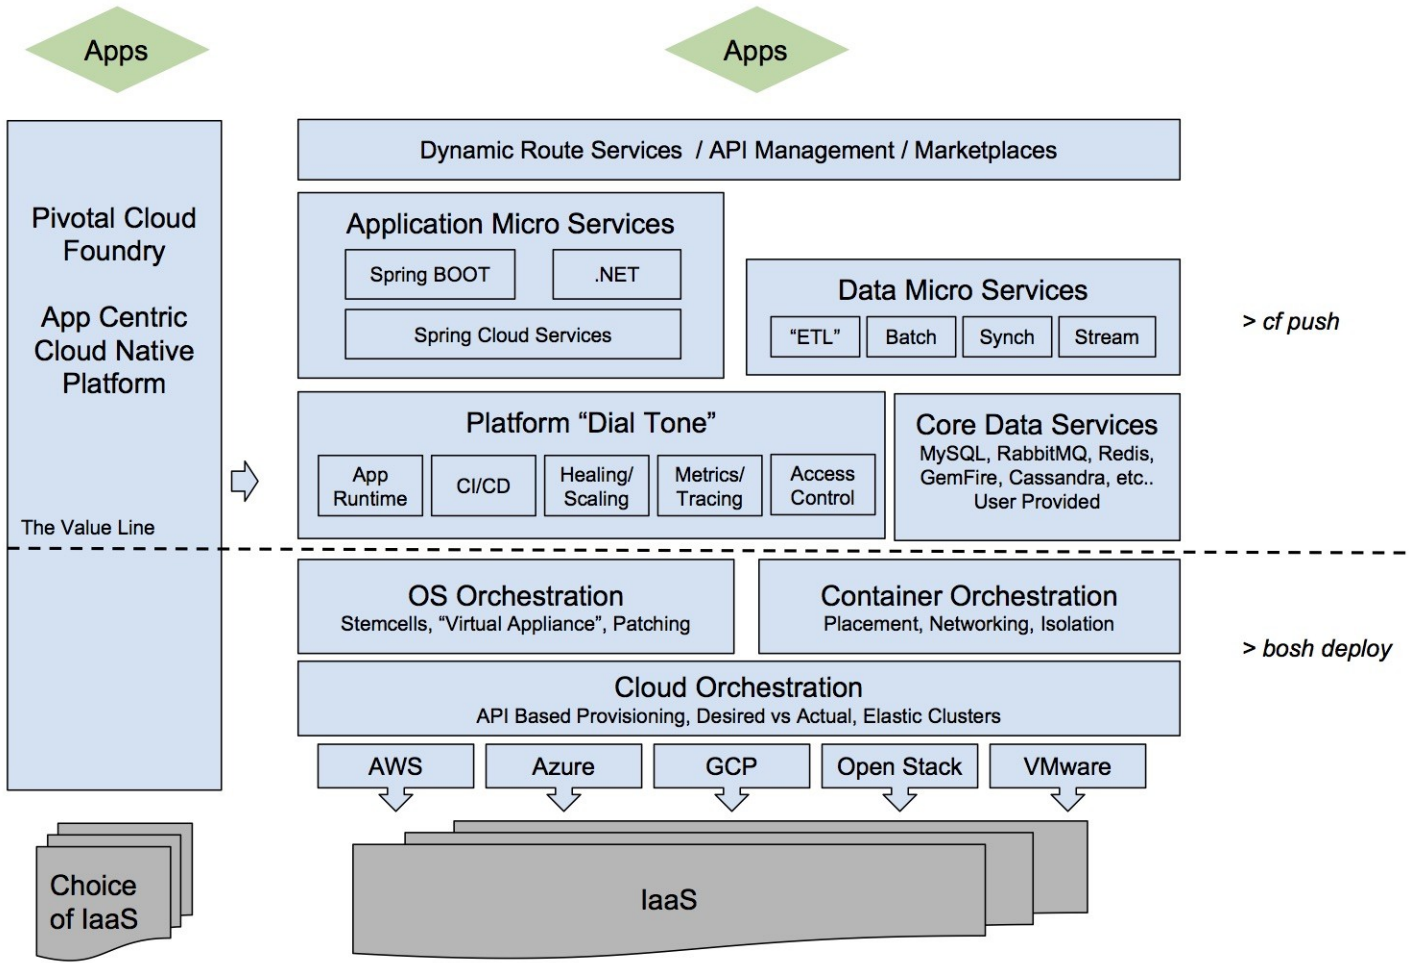 Apps
Apps
Pivotal Cloud
Foundry
App Centric
Cloud Native
Platform
The Value Line
Dynamic Route Services / API Management / Marketplaces
Application Micro Services
Spring BOOT
.NET
Spring Cloud Services
Data Micro Services
“ETL”
Batch
Synch
Stream
> cf push
Platform “Dial Tone”
App
Runtime
CI/CD
Healing/
Scaling
Metrics/
Tracing
Access
Control
Core Data Services
MySQL, RabbitMQ, Redis,
GemFire, Cassandra, etc..
User Provided
OS Orchestration
Stemcells, “Virtual Appliance”, Patching
Container Orchestration
Placement, Networking, Isolation
> bosh deploy
Cloud Orchestration
API Based Provisioning, Desired vs Actual, Elastic Clusters
AWS
Azure
GCP
Open Stack
VMware
Choice
of IaaS
IaaS